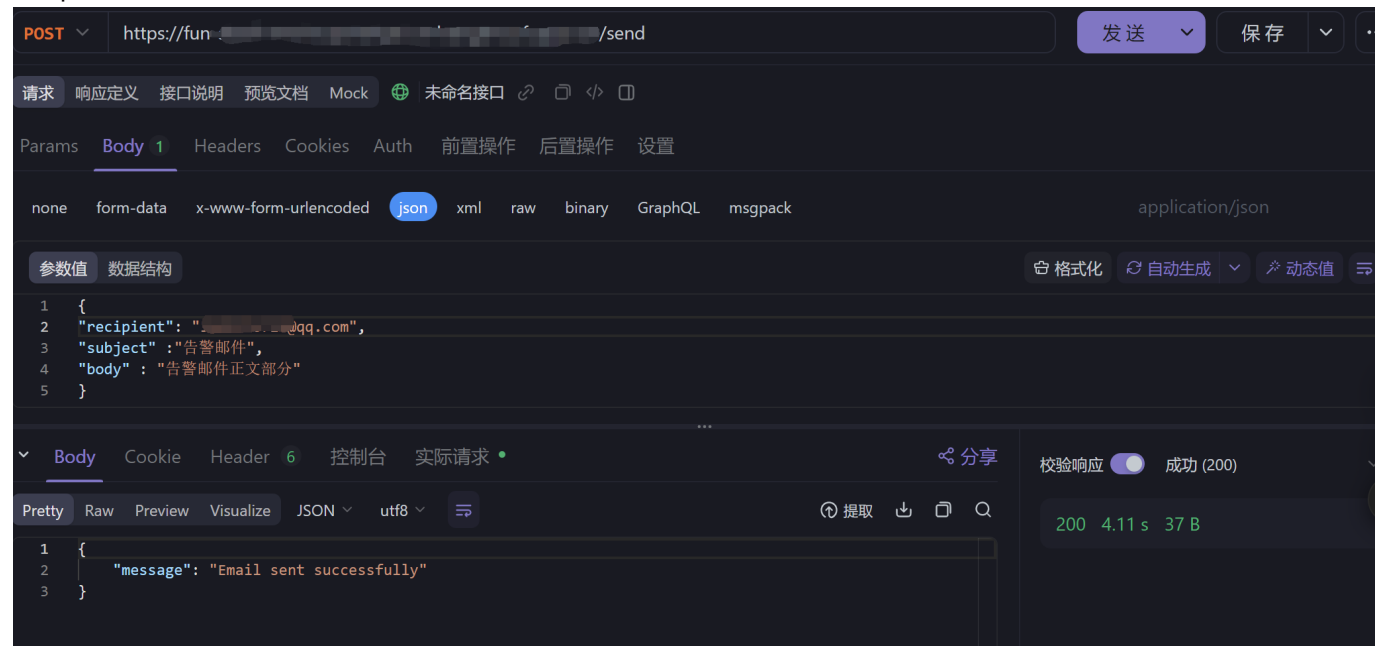 POST https://fun /send 发送 保存
请求 响应定义 接口说明 预览文档 Mock 未命名接口
Params Body 1 Headers Cookies Auth 前置操作 后置操作 设置
none form-data x-www-form-urlencoded json xml raw binary GraphQL msgpack application/json
参数值 数据结构 格式化 自动生成 动态值
1 {
2 "recipient": " @qq.com",
3 "subject" :"告警邮件",
4 "body" : "告警邮件正文部分"
5 }
Body Cookie Header 6 控制台 实际请求 分享
校验响应 成功 (200)
Pretty Raw Preview Visualize JSON utf8 提取
200 4.11 s 37 B
1 {
2 "message": "Email sent successfully"
3 }